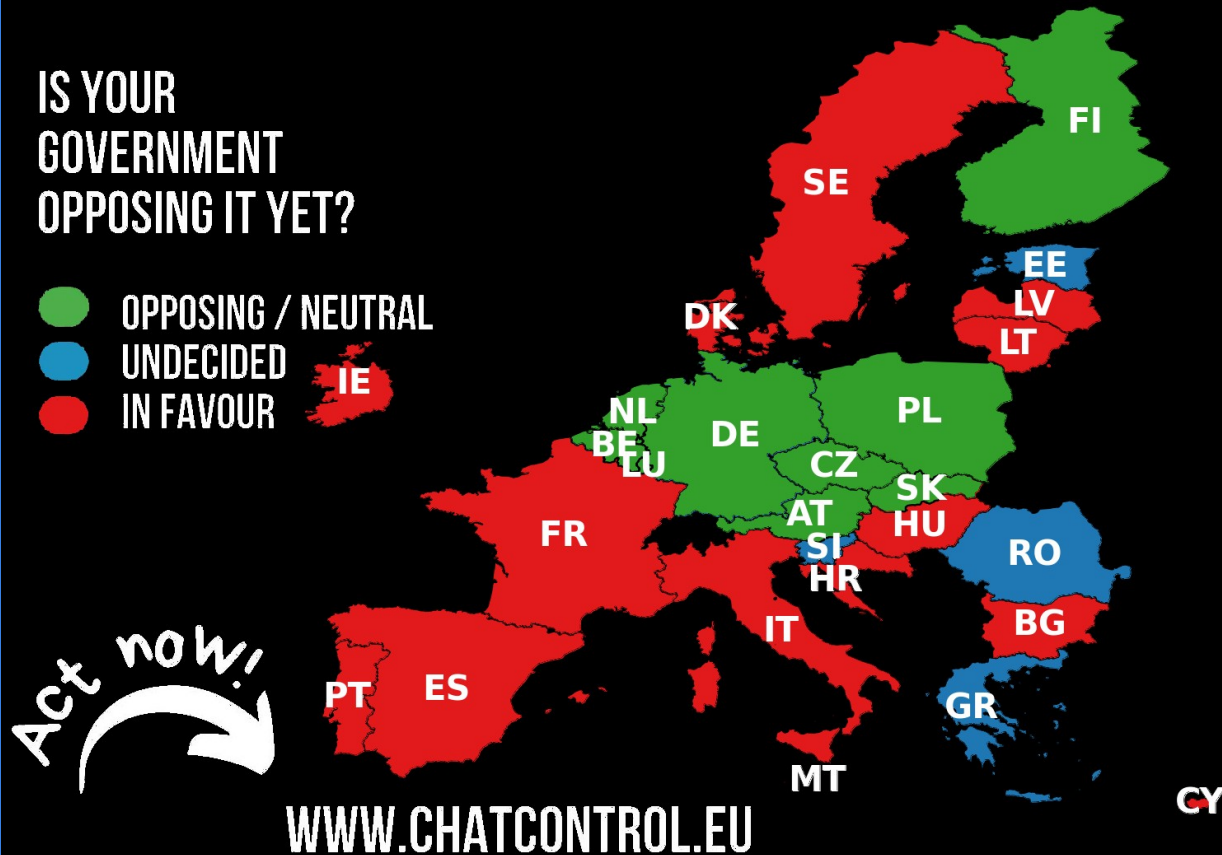 IS YOUR
GOVERNMENT
OPPOSING IT YET?
OPPOSING / NEUTRAL
UNDECIDED
IN FAVOUR
FI
SE
EE
LV
LT
DK
IE
NL
BE
LU
DE
PL
CZ
SK
AT
HU
SI
HR
RO
FR
IT
BG
PT
ES
GR
MT
CY
Act now!
WWW.CHATCONTROL.EU